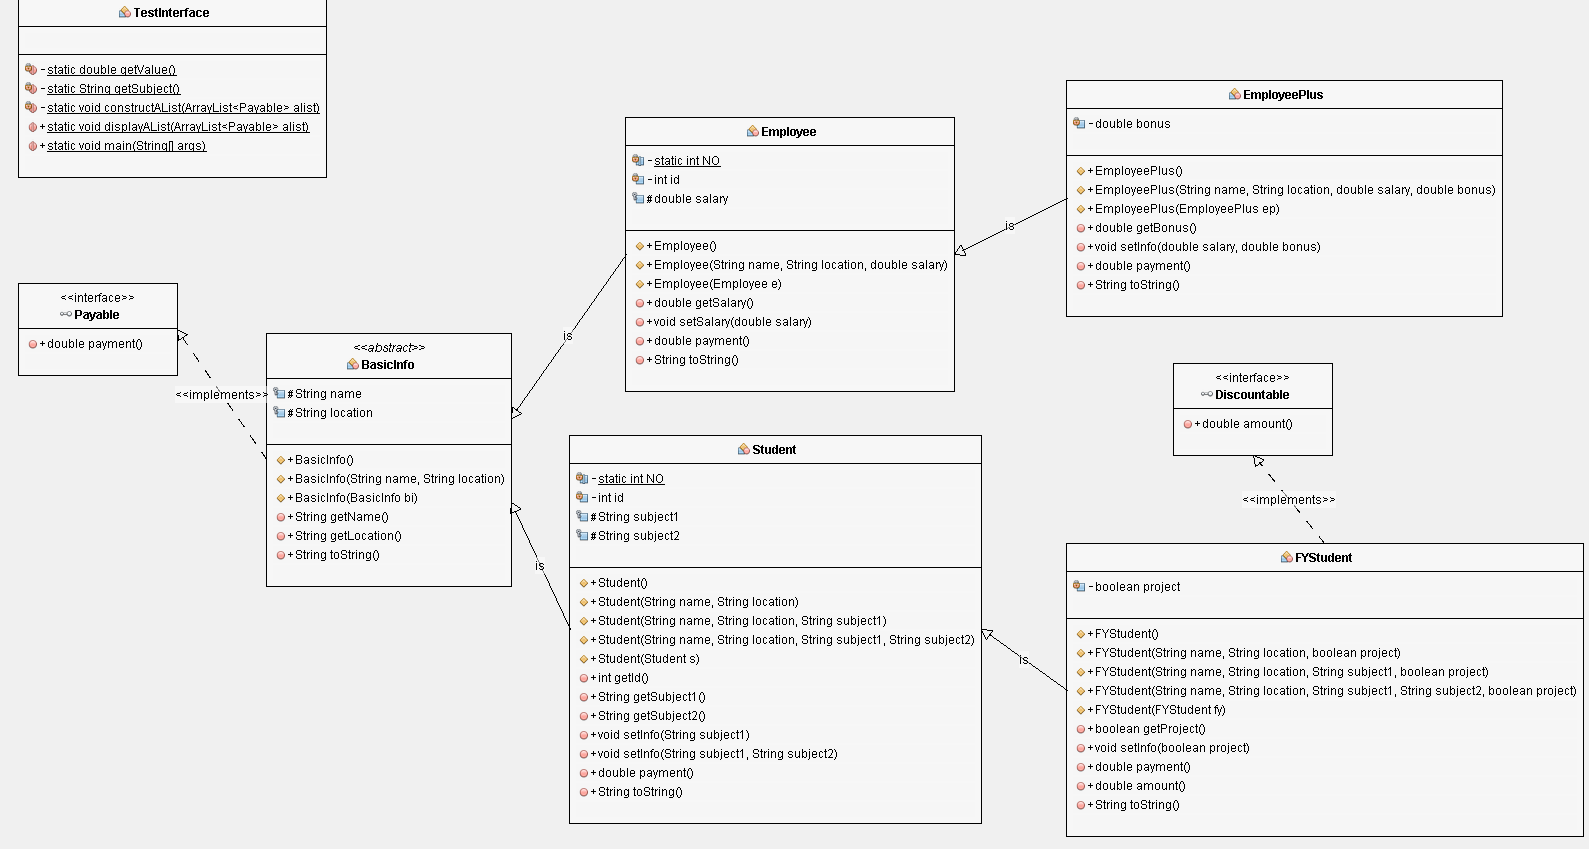 TestInterface
- static double getValue()
- static String getSubject()
- static void constructAList(ArrayList<Payable> alist)
+ static void displayAList(ArrayList<Payable> alist)
+ static void main(String[] args)
<<interface>>
Payable
+ double payment()
<<implements>>
<<abstract>>
BasicInfo
# String name
# String location
+ BasicInfo()
+ BasicInfo(String name, String location)
+ BasicInfo(BasicInfo bi)
+ String getName()
+ String getLocation()
+ String toString()
is
is
Employee
- static int NO
- int id
# double salary
+ Employee()
+ Employee(String name, String location, double salary)
+ Employee(Employee e)
+ double getSalary()
+ void setSalary(double salary)
+ double payment()
+ String toString()
is
EmployeePlus
- double bonus
+ EmployeePlus()
+ EmployeePlus(String name, String location, double salary, double bonus)
+ EmployeePlus(EmployeePlus ep)
+ double getBonus()
+ void setInfo(double salary, double bonus)
+ double payment()
+ String toString()
Student
- static int NO
- int id
# String subject1
# String subject2
+ Student()
+ Student(String name, String location)
+ Student(String name, String location, String subject1)
+ Student(String name, String location, String subject1, String subject2)
+ Student(Student s)
+ int getId()
+ String getSubject1()
+ String getSubject2()
+ void setInfo(String subject1)
+ void setInfo(String subject1, String subject2)
+ double payment()
+ String toString()
is
<<interface>>
Discountable
+ double amount()
<<implements>>
FYStudent
- boolean project
+ FYStudent()
+ FYStudent(String name, String location, boolean project)
+ FYStudent(String name, String location, String subject1, boolean project)
+ FYStudent(String name, String location, String subject1, String subject2, boolean project)
+ FYStudent(FYStudent fy)
+ boolean getProject()
+ void setInfo(boolean project)
+ double payment()
+ double amount()
+ String toString()